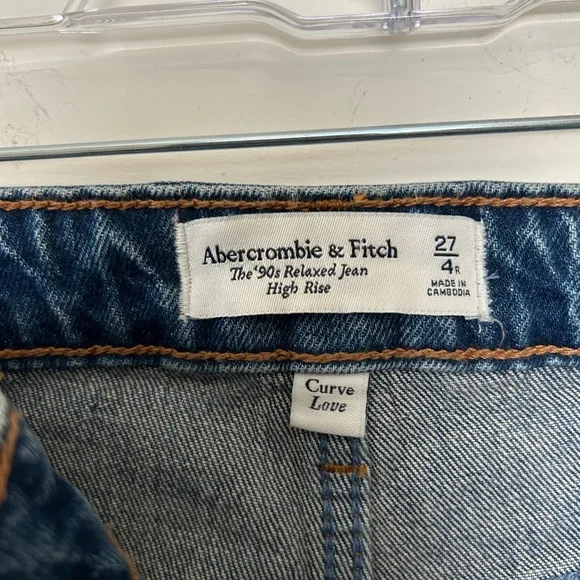 Abercrombie & Fitch
The '90s Relaxed Jean
High Rise
27
4R
MADE IN
CAMBODIA
Curve
Love